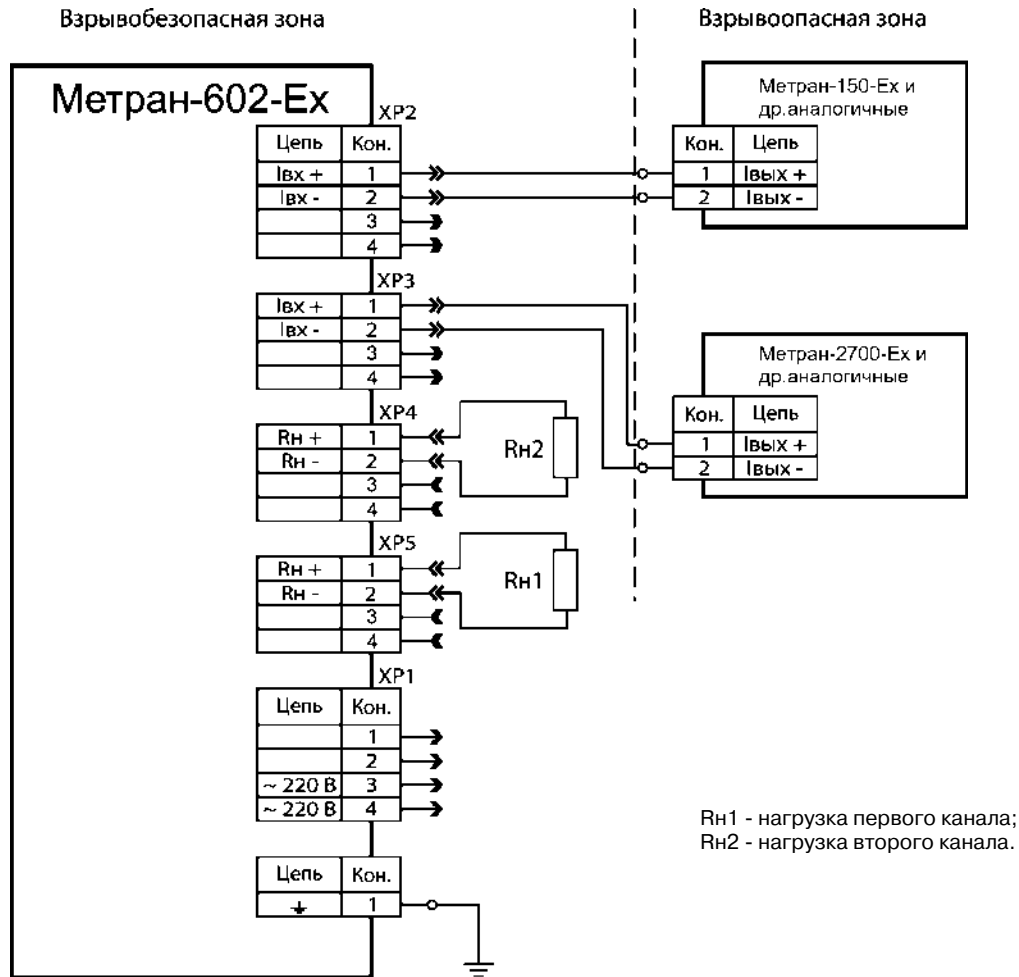 Взрывобезопасная зона
Взрывоопасная зона
Метран-602-Ex
XP2
Цепь Кон.
Iвх + 1
Iвх - 2
3
4
XP3
Iвх + 1
Iвх - 2
3
4
XP4
Rн + 1
Rн - 2
3
4
Rн2
XP5
Rн + 1
Rн - 2
3
4
Rн1
XP1
Цепь Кон.
1
2
~ 220 В 3
~ 220 В 4
Цепь Кон.
1
Метран-150-Ex и
др.аналогичные
Кон. Цепь
1 Iвых +
2 Iвых -
Метран-2700-Ex и
др.аналогичные
Кон. Цепь
1 Iвых +
2 Iвых -
Rн1 - нагрузка первого канала;
Rн2 - нагрузка второго канала.